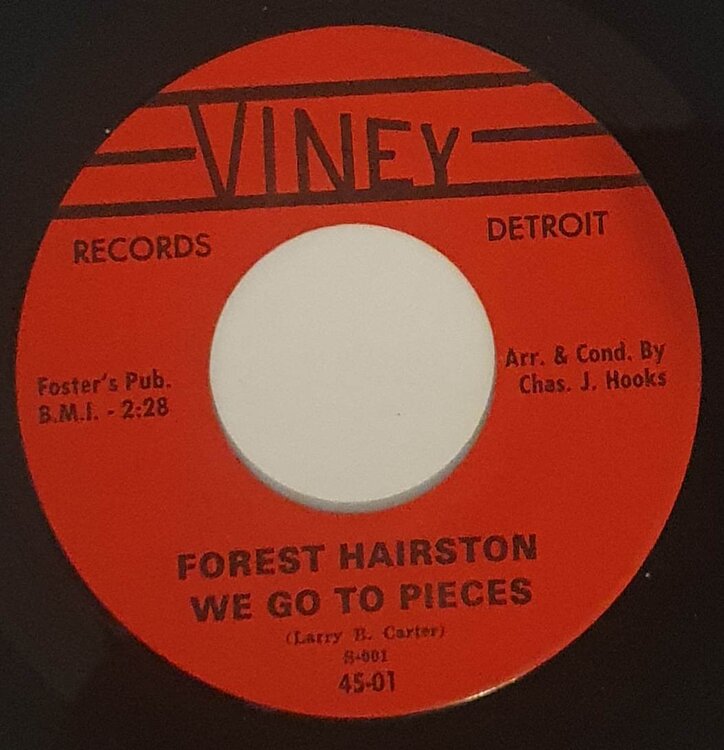 VINEY
RECORDS
DETROIT
Foster's Pub.
B.M.I. - 2:28
Arr. & Cond. By
Chas. J. Hooks
FOREST HAIRSTON
WE GO TO PIECES
(Larry B. Carter)
S-001
45-01